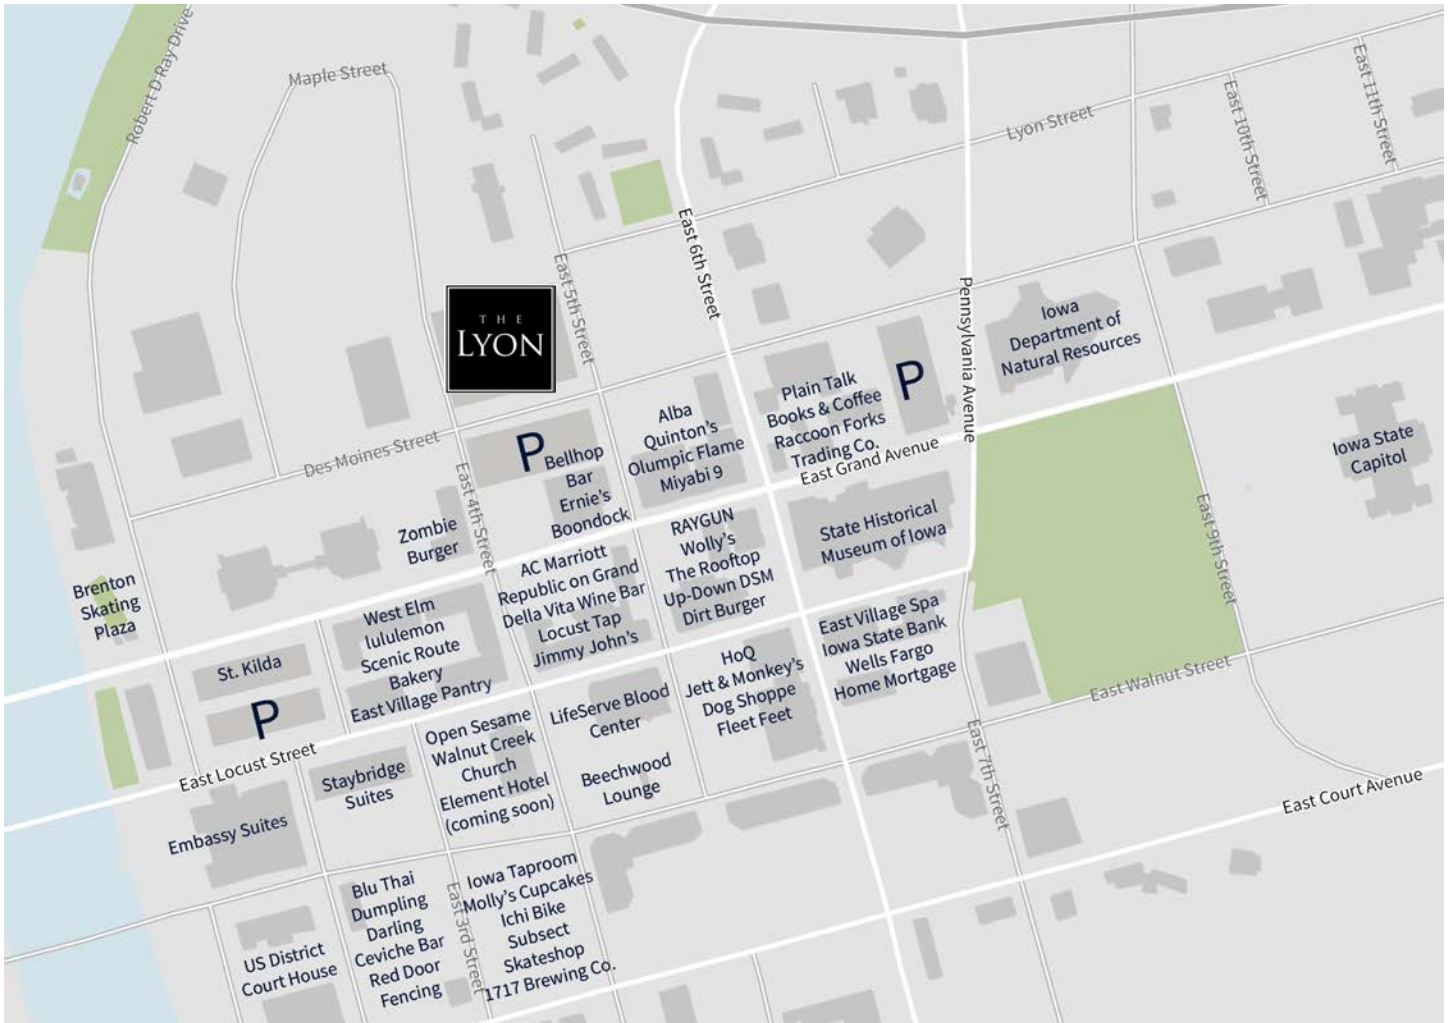 Robert D Ray Drive
Maple Street
Lyon Street
East 10th Street
East 11th Street
East 6th Street
East 5th Street
Pennsylvania Avenue
THE
LYON
Iowa
Department of
Natural Resources
Des Moines Street
P
Bellhop
Bar
Ernie's
Boondock
Alba
Quinton's
Olumpic Flame
Miyabi 9
Plain Talk
Books & Coffee
Raccoon Forks
Trading Co.
P
East Grand Avenue
Iowa State
Capitol
East 4th Street
Zombie
Burger
AC Marriott
Republic on Grand
Della Vita Wine Bar
Locust Tap
Jimmy John's
RAYGUN
Wolly's
The Rooftop
Up-Down DSM
Dirt Burger
State Historical
Museum of Iowa
East 9th Street
Brenton
Skating
Plaza
West Elm
lululemon
Scenic Route
Bakery
East Village Pantry
St. Kilda
P
East Locust Street
East Village Spa
Iowa State Bank
Wells Fargo
Home Mortgage
HoQ
Jett & Monkey's
Dog Shoppe
Fleet Feet
East Walnut Street
LifeServe Blood
Center
Open Sesame
Walnut Creek
Church
Element Hotel
(coming soon)
Staybridge
Suites
Beechwood
Lounge
East 7th Street
East Court Avenue
Embassy Suites
Blu Thai
Dumpling
Darling
Ceviche Bar
Red Door
Fencing
East 3rd Street
Iowa Taproom
Molly's Cupcakes
Ichi Bike
Subsect
Skateshop
1717 Brewing Co.
US District
Court House